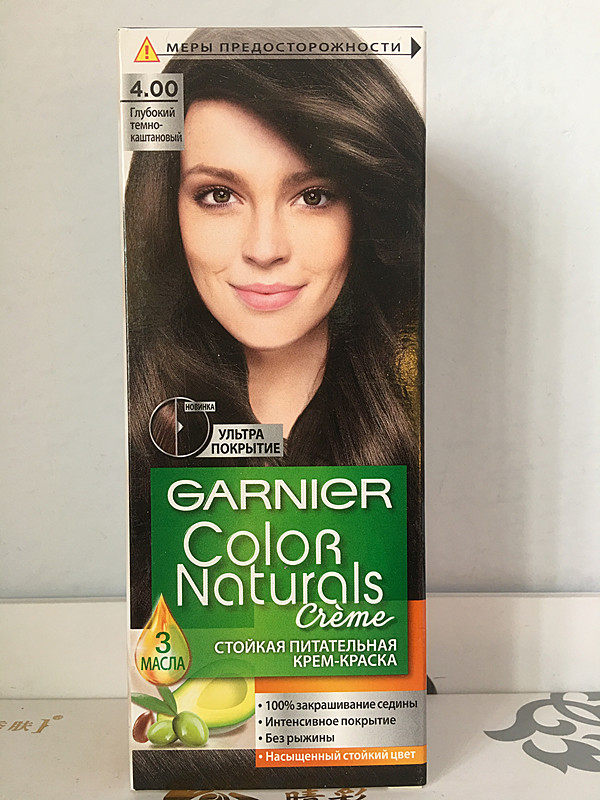 МЕРЫ ПРЕДОСТОРОЖНОСТИ
4.00
Глубокий
темно-
каштановый
НОВИНКА
УЛЬТРА
ПОКРЫТИЕ
GARNIER
Color
Naturals
Crème
СТОЙКАЯ ПИТАТЕЛЬНАЯ
КРЕМ-КРАСКА
3
МАСЛА
• 100% закрашивание седины
• Интенсивное покрытие
• Без рыжины
• Насыщенный стойкий цвет
肤